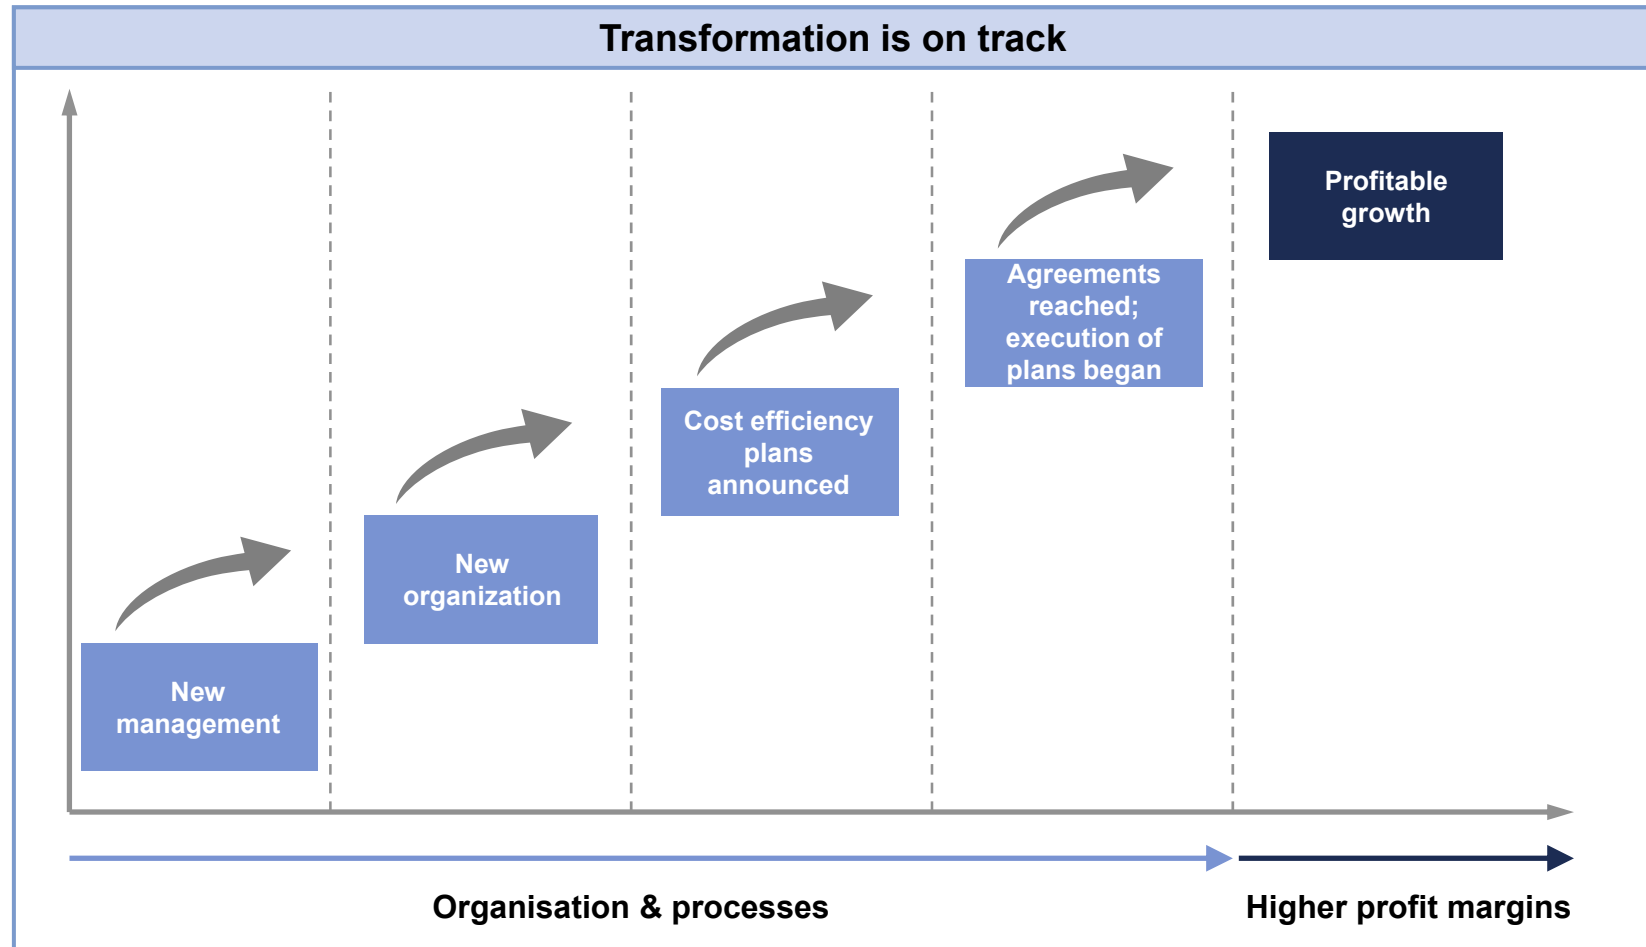 Transformation is on track
Profitable
growth
Agreements
reached;
execution of
plans began
Cost efficiency
plans
announced
New
organization
New
management
Organisation & processes
Higher profit margins